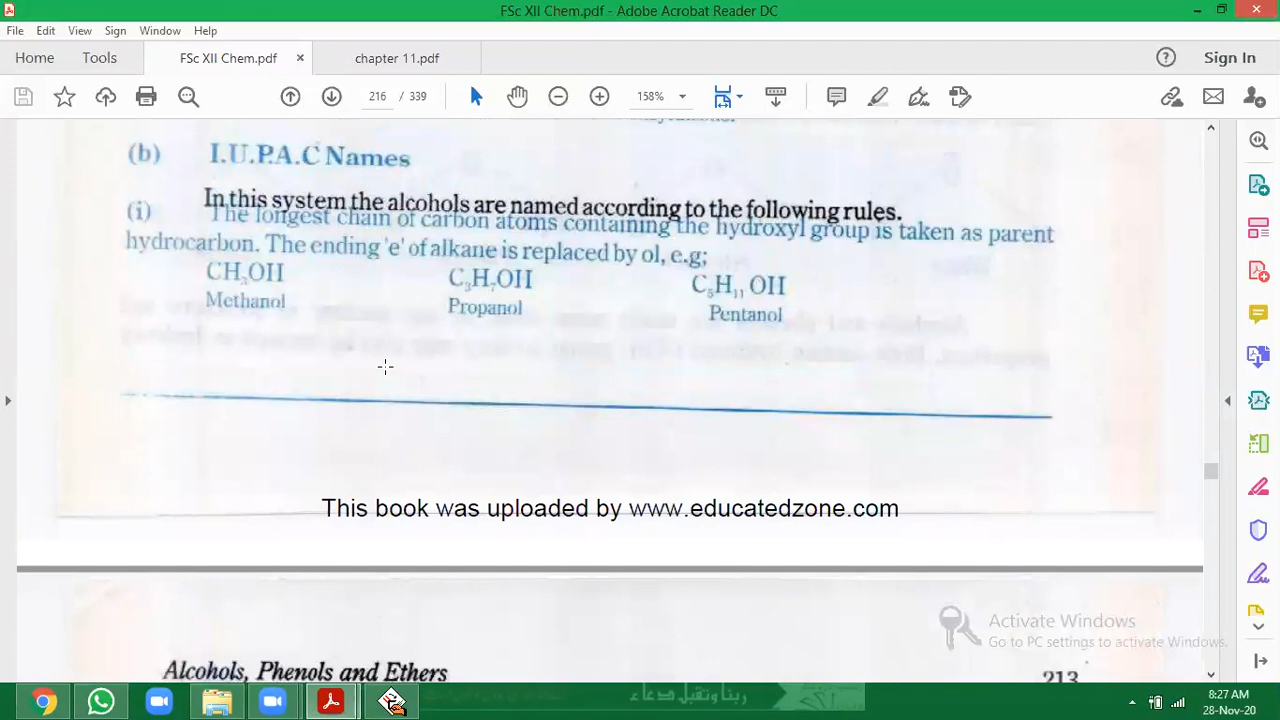 FSc XII Chem.pdf - Adobe Acrobat Reader DC
File Edit View Sign Window Help
Home Tools FSc XII Chem.pdf × chapter 11.pdf Sign In
216 / 339 158%
(b) I.U.P.A.C Names
In this system the alcohols are named according to the following rules.
(i) The longest chain of carbon atoms containing the hydroxyl group is taken as parent
hydrocarbon. The ending 'e' of alkane is replaced by ol, e.g;
CH₃OH C₃H₇OH C₅H₁₁ OH
Methanol Propanol Pentanol
This book was uploaded by www.educatedzone.com
Activate Windows
Go to PC settings to activate Windows.
Alcohols, Phenols and Ethers 213
ربنا وتقبل دعاء
8:27 AM
28-Nov-20